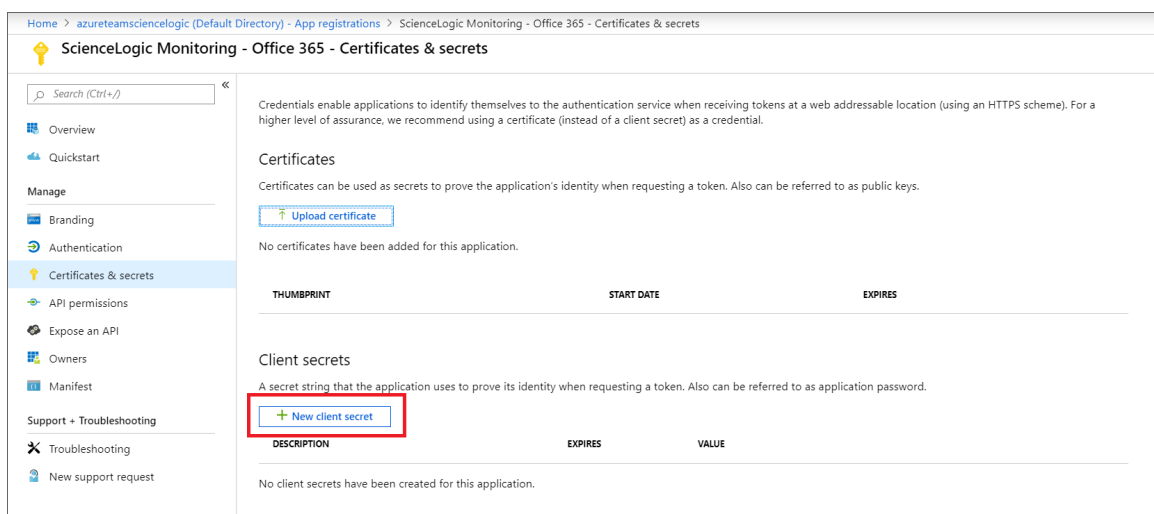 Home > azureteamsciencelogic (Default Directory) - App registrations > ScienceLogic Monitoring - Office 365 - Certificates & secrets
ScienceLogic Monitoring - Office 365 - Certificates & secrets
Search (Ctrl+/)
«
Overview
Quickstart
Manage
Branding
Authentication
Certificates & secrets
API permissions
Expose an API
Owners
Manifest
Support + Troubleshooting
Troubleshooting
New support request
Credentials enable applications to identify themselves to the authentication service when receiving tokens at a web addressable location (using an HTTPS scheme). For a
higher level of assurance, we recommend using a certificate (instead of a client secret) as a credential.
Certificates
Certificates can be used as secrets to prove the application's identity when requesting a token. Also can be referred to as public keys.
Upload certificate
No certificates have been added for this application.
THUMBPRINT START DATE EXPIRES
Client secrets
A secret string that the application uses to prove its identity when requesting a token. Also can be referred to as application password.
+ New client secret
DESCRIPTION EXPIRES VALUE
No client secrets have been created for this application.